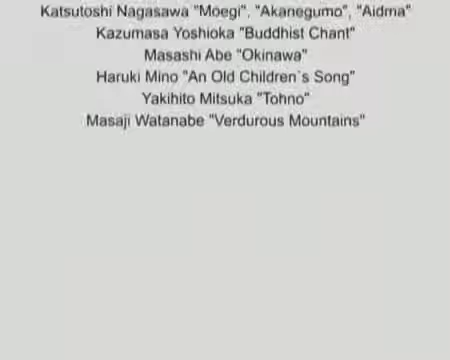 Katsutoshi Nagasawa "Moegi", "Akanegumo", "Aidma"
Kazumasa Yoshioka "Buddhist Chant"
Masashi Abe "Okinawa"
Haruki Mino "An Old Children`s Song"
Yakihito Mitsuka "Tohno"
Masaji Watanabe "Verdurous Mountains"